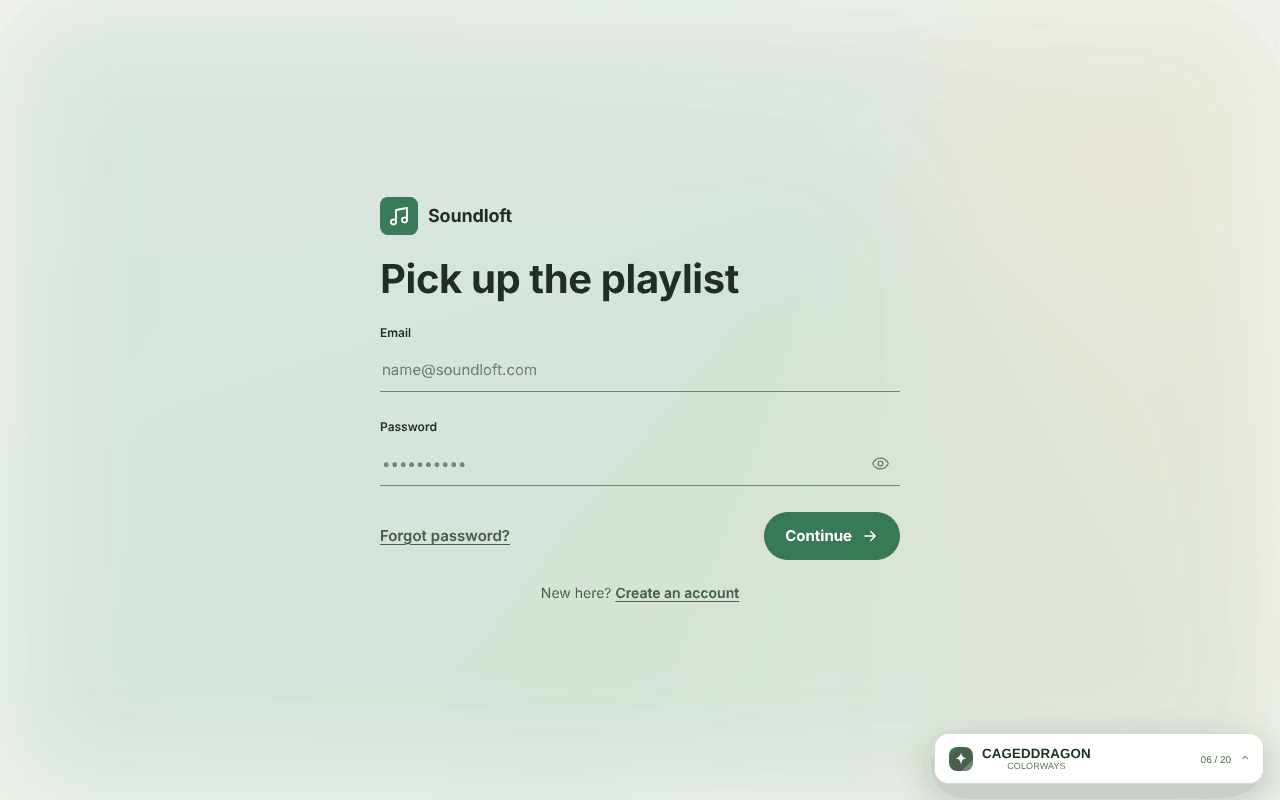 Soundloft
Pick up the playlist
Email
name@soundloft.com
Password
••••••••••
Forgot password?
Continue
New here? Create an account
CAGEDDRAGON
COLORWAYS
06 / 20